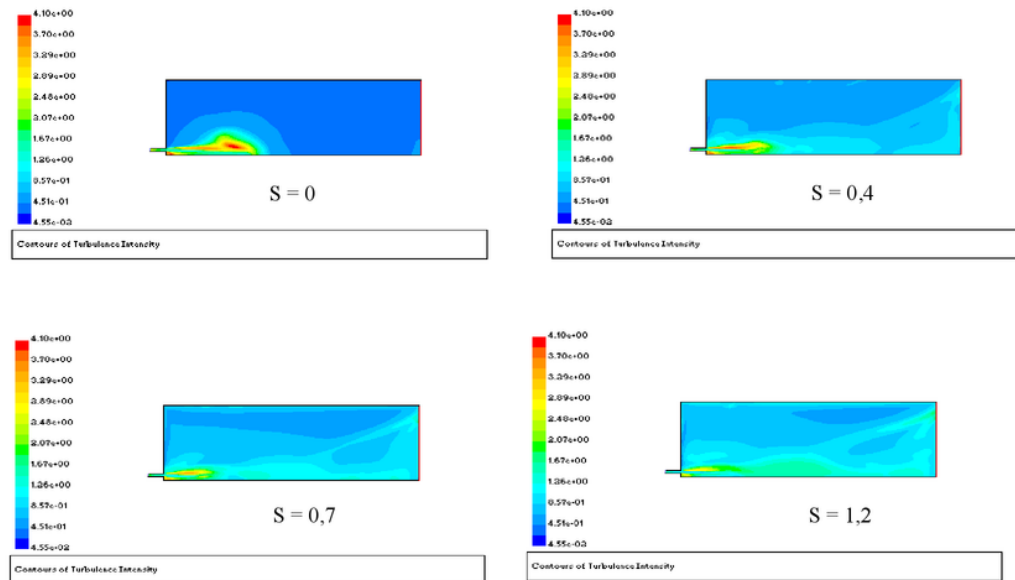 4.10e+00
3.70e+00
3.29e+00
2.89e+00
2.48e+00
2.07e+00
1.67e+00
1.26e+00
8.57e-01
4.51e-01
4.55e-02
S = 0
Contours of Turbulence Intensity
4.10e+00
3.70e+00
3.29e+00
2.89e+00
2.48e+00
2.07e+00
1.67e+00
1.26e+00
8.57e-01
4.51e-01
4.55e-02
S = 0,4
Contours of Turbulence Intensity
4.10e+00
3.70e+00
3.29e+00
2.89e+00
2.48e+00
2.07e+00
1.67e+00
1.26e+00
8.57e-01
4.51e-01
4.55e-02
S = 0,7
Contours of Turbulence Intensity
4.10e+00
3.70e+00
3.29e+00
2.89e+00
2.48e+00
2.07e+00
1.67e+00
1.26e+00
8.57e-01
4.51e-01
4.55e-02
S = 1,2
Contours of Turbulence Intensity